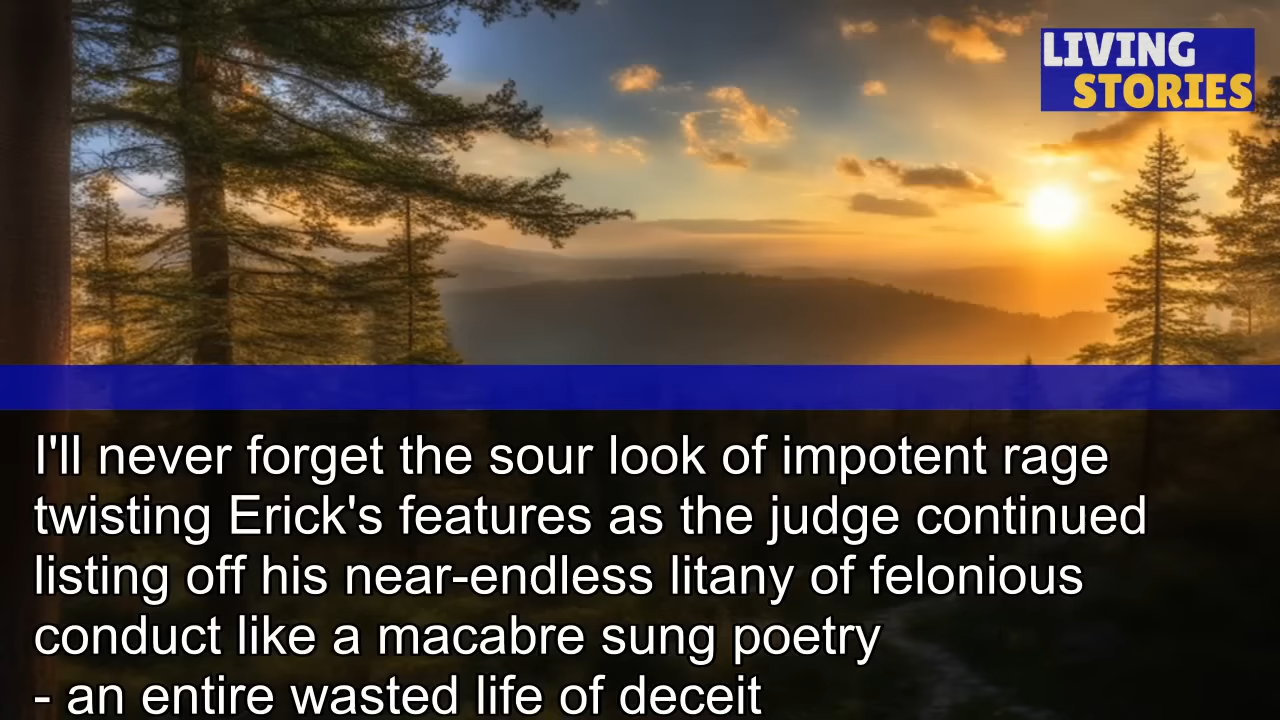 LIVING
STORIES
I'll never forget the sour look of impotent rage
twisting Erick's features as the judge continued
listing off his near-endless litany of felonious
conduct like a macabre sung poetry
- an entire wasted life of deceit